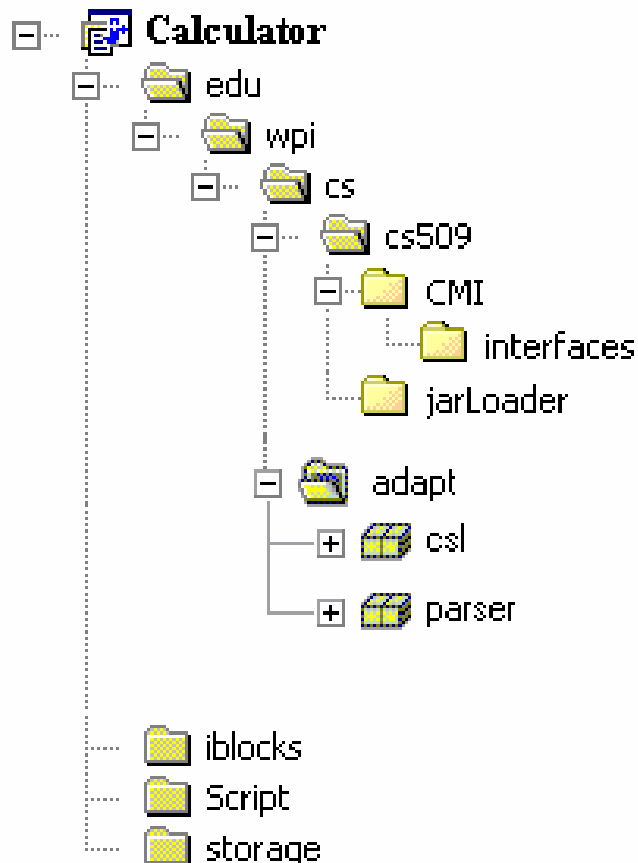 Calculator
edu
wpi
cs
cs509
CMI
interfaces
jarLoader
adapt
csl
parser
iblocks
Script
storage